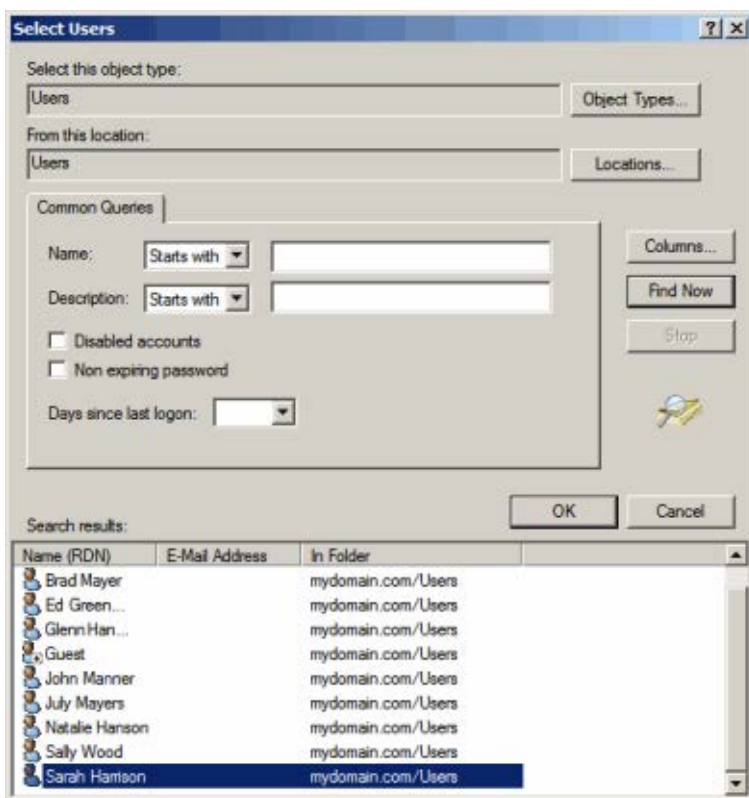 Select Users
Select this object type:
Users
Object Types...
From this location:
Users
Locations...
Common Queries
Name:
Starts with
Columns...
Description:
Starts with
Find Now
Disabled accounts
Stop
Non expiring password
Days since last logon:
OK
Cancel
Search results:
Name (RDN) E-Mail Address In Folder
Brad Mayer mydomain.com/Users
Ed Green... mydomain.com/Users
Glenn Han... mydomain.com/Users
Guest mydomain.com/Users
John Manner mydomain.com/Users
July Mayers mydomain.com/Users
Natalie Hanson mydomain.com/Users
Sally Wood mydomain.com/Users
Sarah Harrison mydomain.com/Users